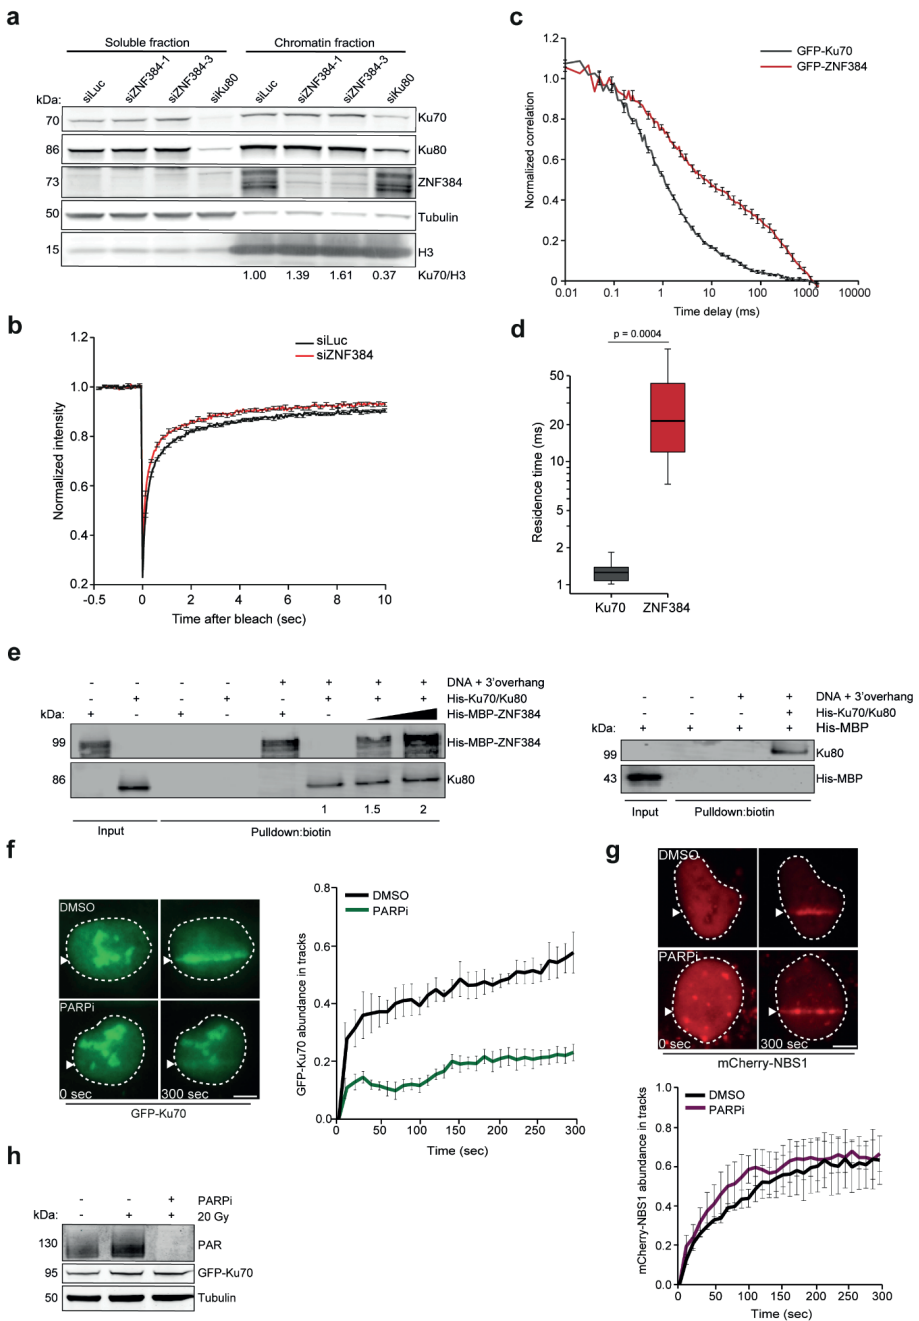 a
Soluble fraction Chromatin fraction
siLuc siZNF384-1 siZNF384-3 siKu80 siLuc siZNF384-1 siZNF384-3 siKu80
kDa:
70 Ku70
86 Ku80
73 ZNF384
50 Tubulin
15 H3
1.00 1.39 1.61 0.37 Ku70/H3
b
siLuc
siZNF384
Normalized intensity
1.2
1.0
0.8
0.6
0.4
0.2
-0.5 0 2 4 6 8 10
Time after bleach (sec)
c
GFP-Ku70
GFP-ZNF384
Normalized correlation
1.2
1.0
0.8
0.6
0.4
0.2
0
0.01 0.1 1 10 100 1000 10000
Time delay (ms)
d
p = 0.0004
Residence time (ms)
50
20
10
5
2
1
Ku70 ZNF384
e
- - - - + + + + DNA + 3'overhang
- + - + - + + + His-Ku70/Ku80
kDa: + - + - + - His-MBP-ZNF384
99 His-MBP-ZNF384
86 Ku80
1 1.5 2
Input Pulldown:biotin
- - + + DNA + 3'overhang
- - - + His-Ku70/Ku80
kDa: + + + + His-MBP
99 Ku80
43 His-MBP
Input Pulldown:biotin
f
DMSO
PARPi
0 sec 300 sec
GFP-Ku70
DMSO
PARPi
GFP-Ku70 abundance in tracks
0.8
0.6
0.4
0.2
0.0
0 50 100 150 200 250 300
Time (sec)
g
DMSO
PARPi
0 sec 300 sec
mCherry-NBS1
DMSO
PARPi
mCherry-NBS1 abundance in tracks
1.0
0.8
0.6
0.4
0.2
0.0
0 50 100 150 200 250 300
Time (sec)
h
- - + PARPi
kDa: - + + 20 Gy
130 PAR
95 GFP-Ku70
50 Tubulin